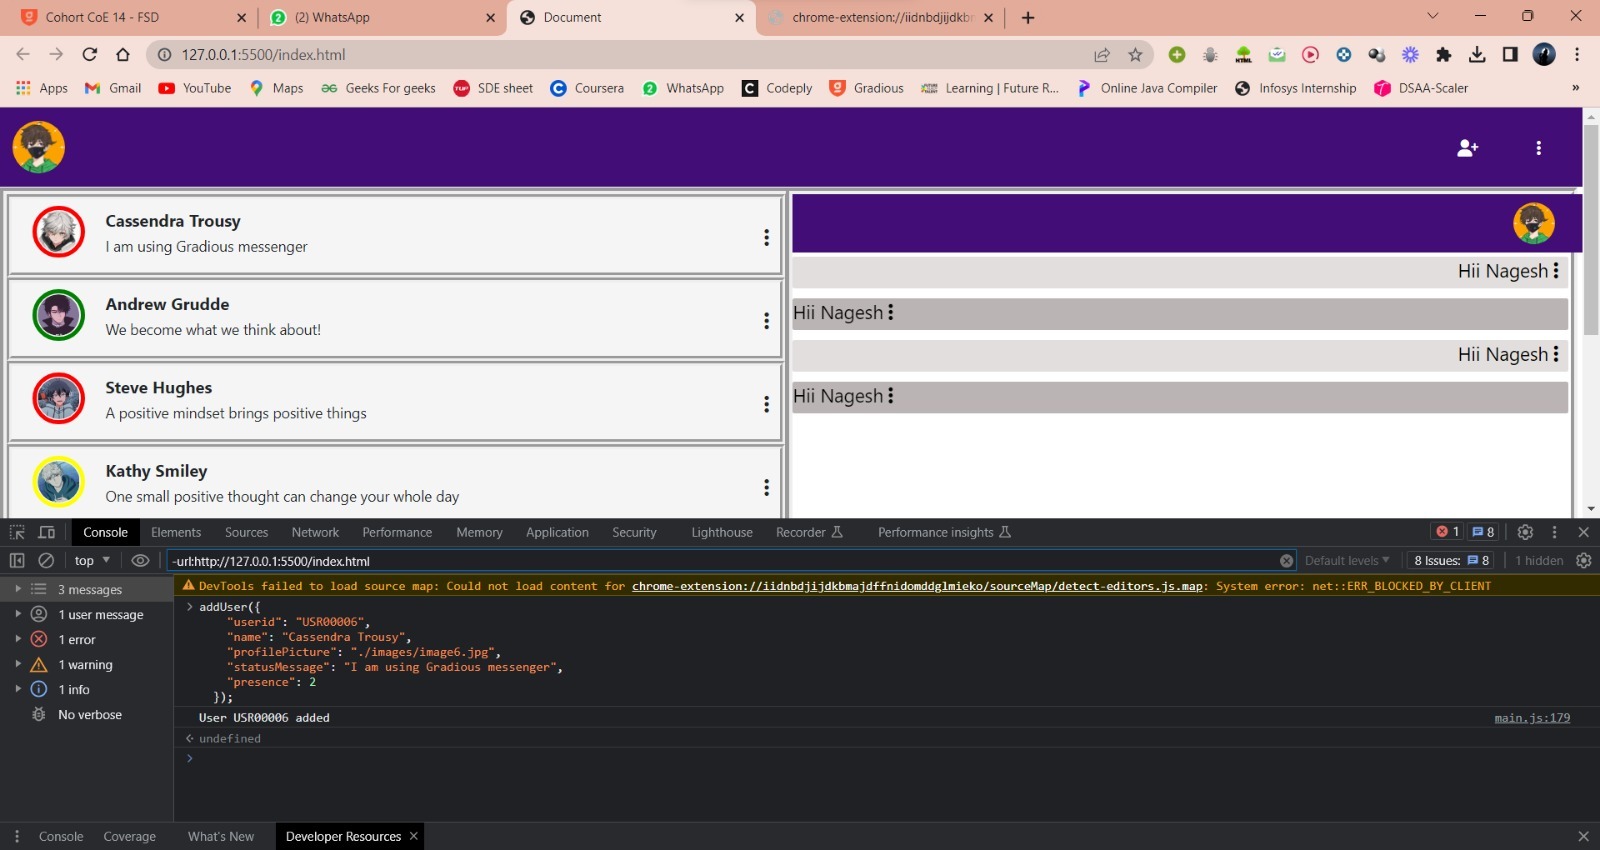 Cohort CoE 14 - FSD
(2) WhatsApp
Document
chrome-extension://iidnbdjijdkbm
127.0.0.1:5500/index.html
Apps Gmail YouTube Maps Geeks For geeks SDE sheet Coursera WhatsApp Codeply Gradious Learning | Future R... Online Java Compiler Infosys Internship DSAA-Scaler »
Cassendra Trousy
I am using Gradious messenger
Andrew Grudde
We become what we think about!
Steve Hughes
A positive mindset brings positive things
Kathy Smiley
One small positive thought can change your whole day
Hii Nagesh
Hii Nagesh
Hii Nagesh
Hii Nagesh
Console Elements Sources Network Performance Memory Application Security Lighthouse Recorder Performance insights 1 8
top -url:http://127.0.0.1:5500/index.html Default levels 8 Issues: 8 1 hidden
3 messages
1 user message
1 error
1 warning
1 info
No verbose
DevTools failed to load source map: Could not load content for chrome-extension://iidnbdjijdkbmajdffnidomddglmieko/sourceMap/detect-editors.js.map: System error: net::ERR_BLOCKED_BY_CLIENT
addUser({
"userid": "USR00006",
"name": "Cassendra Trousy",
"profilePicture": "./images/image6.jpg",
"statusMessage": "I am using Gradious messenger",
"presence": 2
});
User USR00006 added main.js:179
undefined
Console Coverage What's New Developer Resources